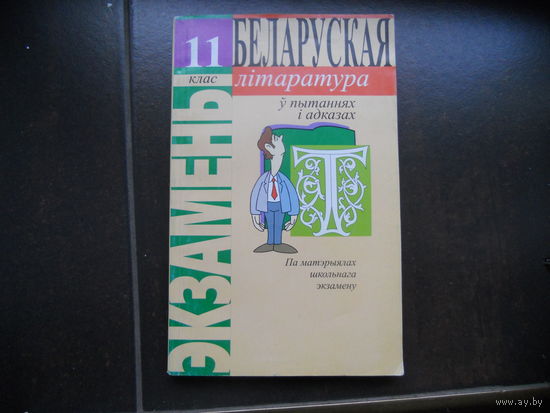 11
клас
БЕЛАРУСКАЯ
літаратура
ў пытаннях
і адказах
ЭКЗАМЕНЫ
Т
Па матэрыялах
школьнага
экзамену
www.ay.by